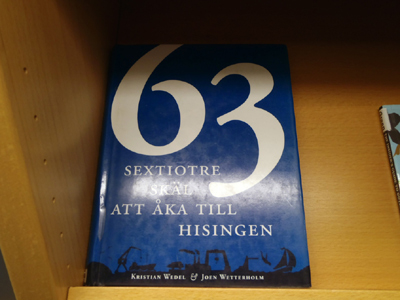 63
SEXTIOTRE
SKÄL
ATT ÅKA TILL
HISINGEN
KRISTIAN WEDEL & JOEN WETTERHOLM